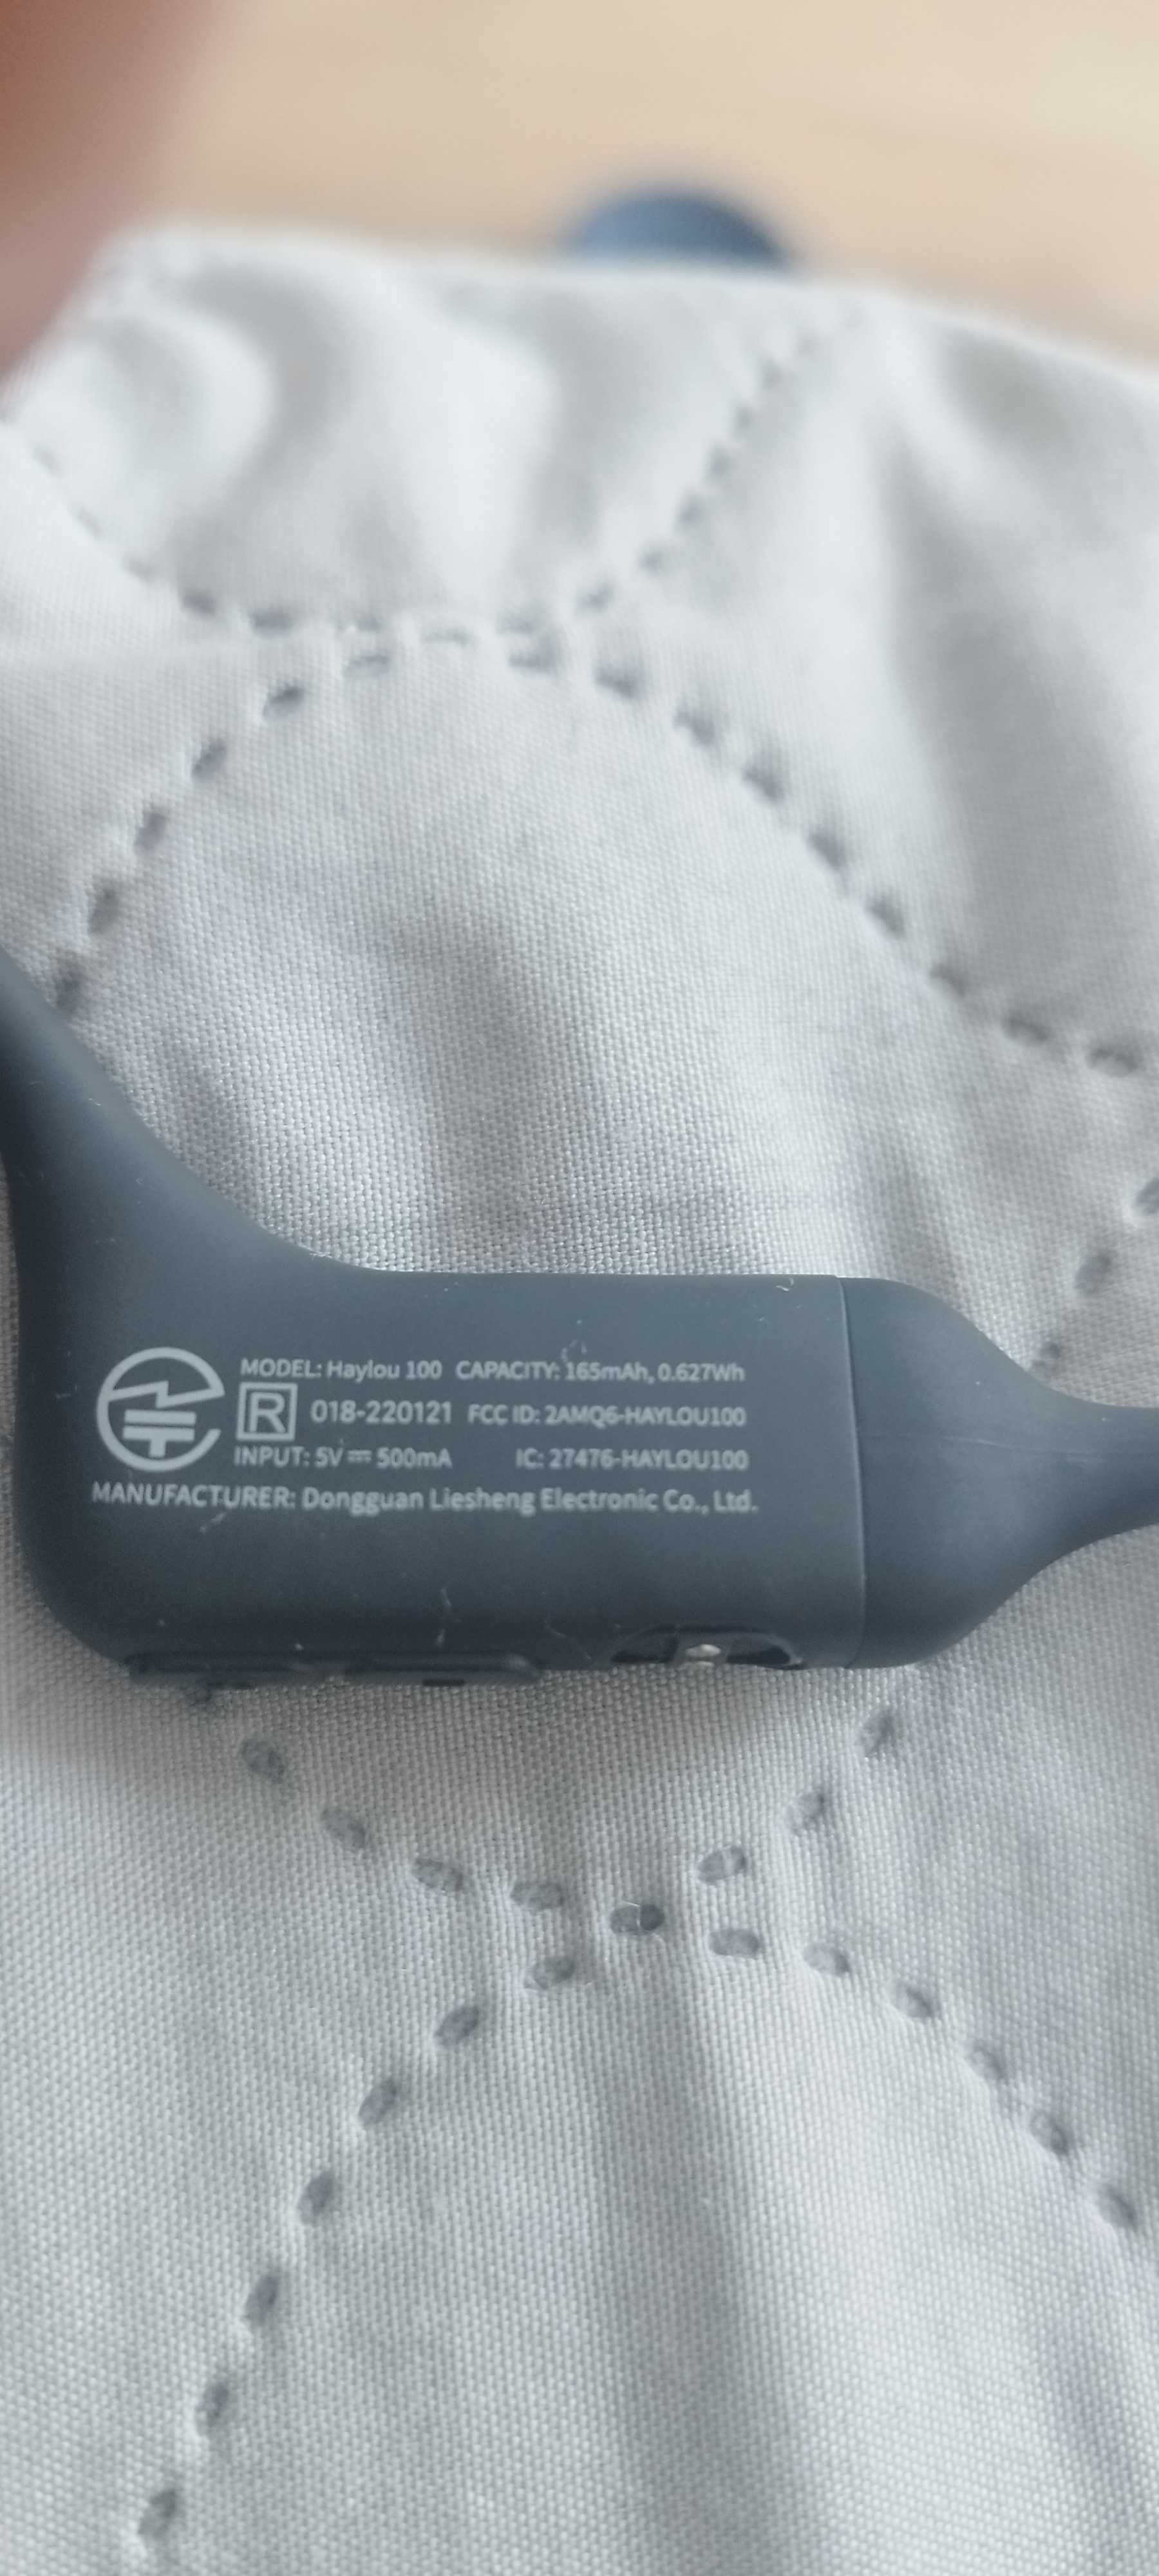 MODEL: Haylou 100 CAPACITY: 165mAh, 0.627Wh
R 018-220121 FCC ID: 2AMQ6-HAYLOU100
INPUT: 5V⎓500mA IC: 27476-HAYLOU100
MANUFACTURER: Dongguan Liesheng Electronic Co., Ltd.